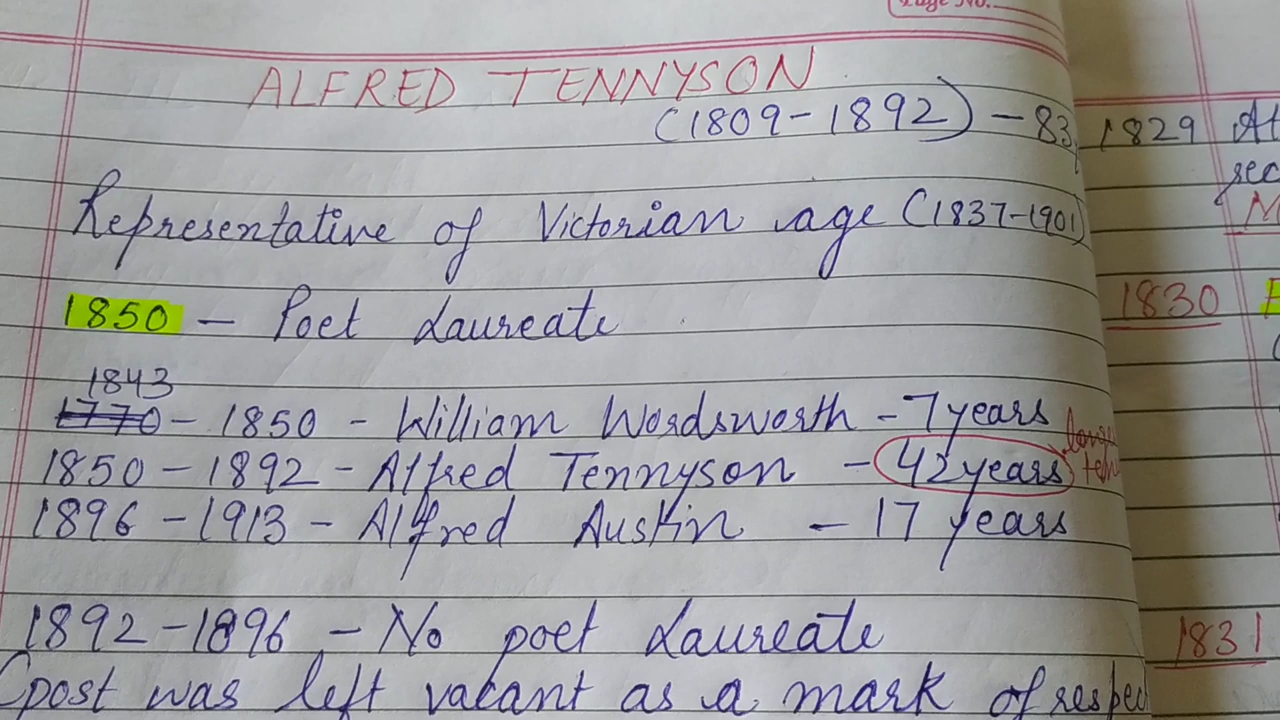 Page No.
ALFRED TENNYSON
(1809-1892) - 83
Representative of Victorian age (1837-1901)
1850 - Poet Laureate
1843
1770 - 1850 - William Wordsworth - 7 years
1850 - 1892 - Alfred Tennyson - 42 years
1896 - 1913 - Alfred Austin - 17 years
1892 - 1896 - No poet Laureate
(post was left vacant as a mark of
1829
1830
1831